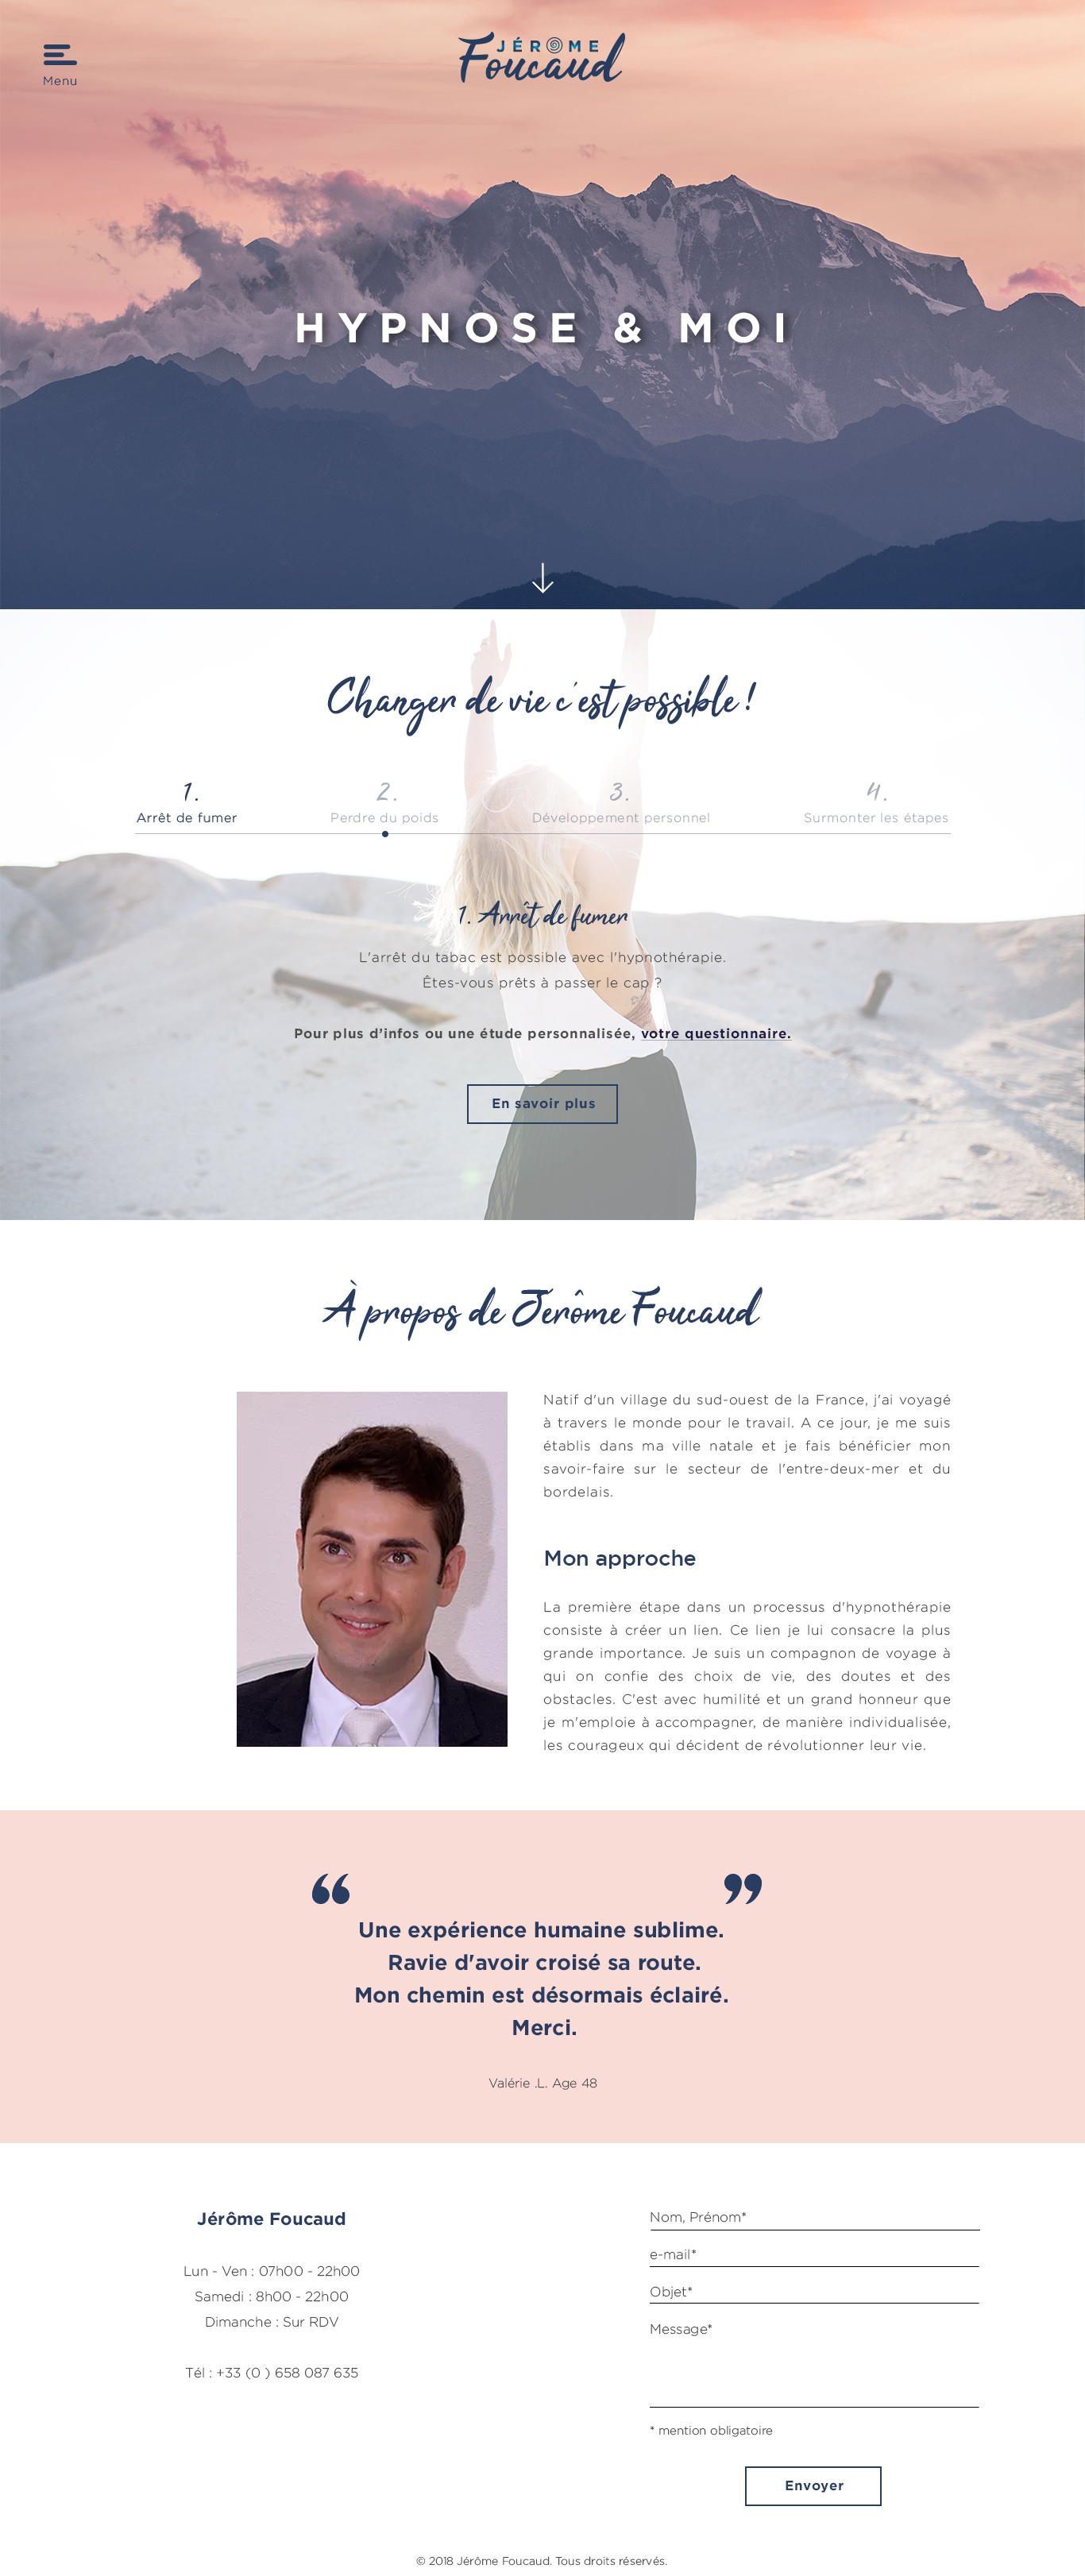 Menu
JÉRÔME
Foucaud
HYPNOSE & MOI
Changer de vie c'est possible !
1.
Arrêt de fumer
2.
Perdre du poids
3.
Développement personnel
4.
Surmonter les étapes
1. Arrêt de fumer
L'arrêt du tabac est possible avec l'hypnothérapie.
Êtes-vous prêts à passer le cap ?
Pour plus d'infos ou une étude personnalisée, votre questionnaire.
En savoir plus
À propos de Jérôme Foucaud
Natif d'un village du sud-ouest de la France, j'ai voyagé
à travers le monde pour le travail. A ce jour, je me suis
établis dans ma ville natale et je fais bénéficier mon
savoir-faire sur le secteur de l'entre-deux-mer et du
bordelais.
Mon approche
La première étape dans un processus d'hypnothérapie
consiste à créer un lien. Ce lien je lui consacre la plus
grande importance. Je suis un compagnon de voyage à
qui on confie des choix de vie, des doutes et des
obstacles. C'est avec humilité et un grand honneur que
je m'emploie à accompagner, de manière individualisée,
les courageux qui décident de révolutionner leur vie.
“ ”
Une expérience humaine sublime.
Ravie d'avoir croisé sa route.
Mon chemin est désormais éclairé.
Merci.
Valérie .L. Age 48
Jérôme Foucaud
Lun - Ven : 07h00 - 22h00
Samedi : 8h00 - 22h00
Dimanche : Sur RDV
Tél : +33 (0 ) 658 087 635
Nom, Prénom*
e-mail*
Objet*
Message*
* mention obligatoire
Envoyer
© 2018 Jérôme Foucaud. Tous droits réservés.